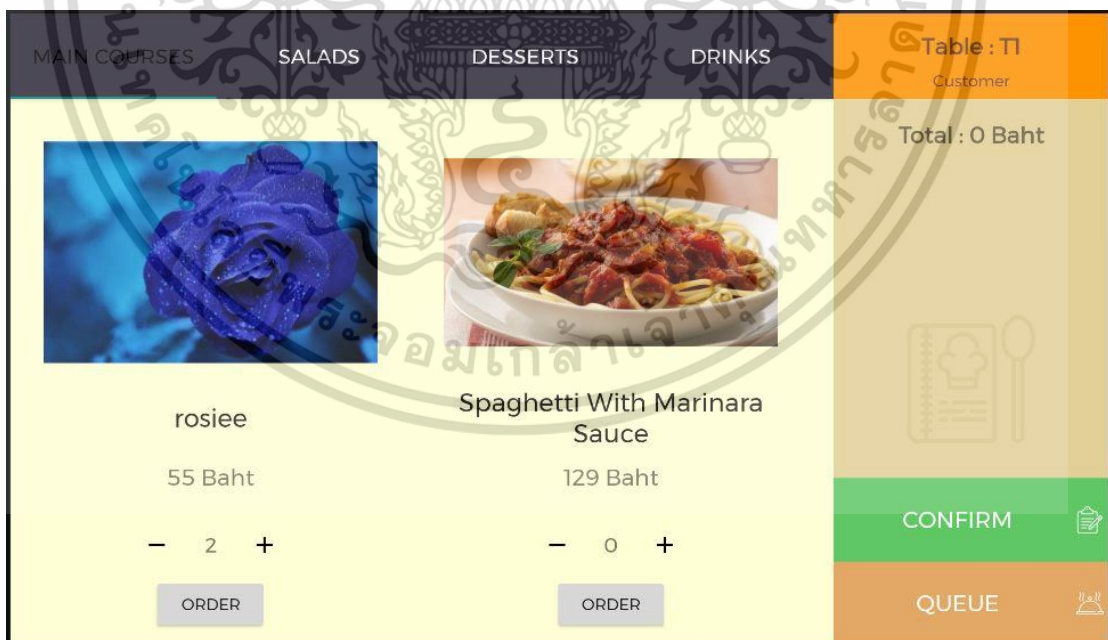 MAIN COURSES
SALADS
DESSERTS
DRINKS
Table : T1
Customer
Total : 0 Baht
rosiee
55 Baht
− 2 +
ORDER
Spaghetti With Marinara
Sauce
129 Baht
− 0 +
ORDER
CONFIRM
QUEUE